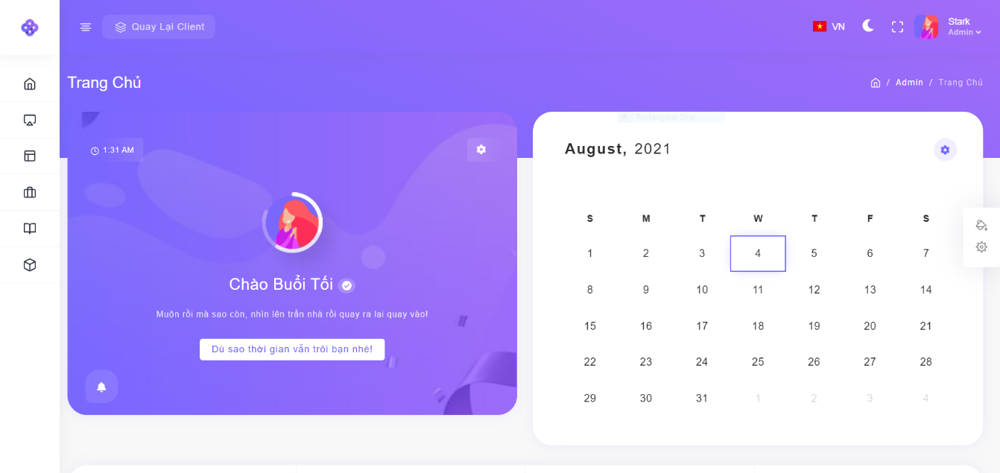 Quay Lại Client
VN
Stark
Admin
Trang Chủ
/ Admin / Trang Chủ
Rectangular Snip
1:31 AM
Chào Buổi Tối
Muộn rồi mà sao còn, nhìn lên trần nhà rồi quay ra lại quay vào!
Dù sao thời gian vẫn trôi bạn nhé!
August, 2021
S M T W T F S
1 2 3 4 5 6 7
8 9 10 11 12 13 14
15 16 17 18 19 20 21
22 23 24 25 26 27 28
29 30 31 1 2 3 4